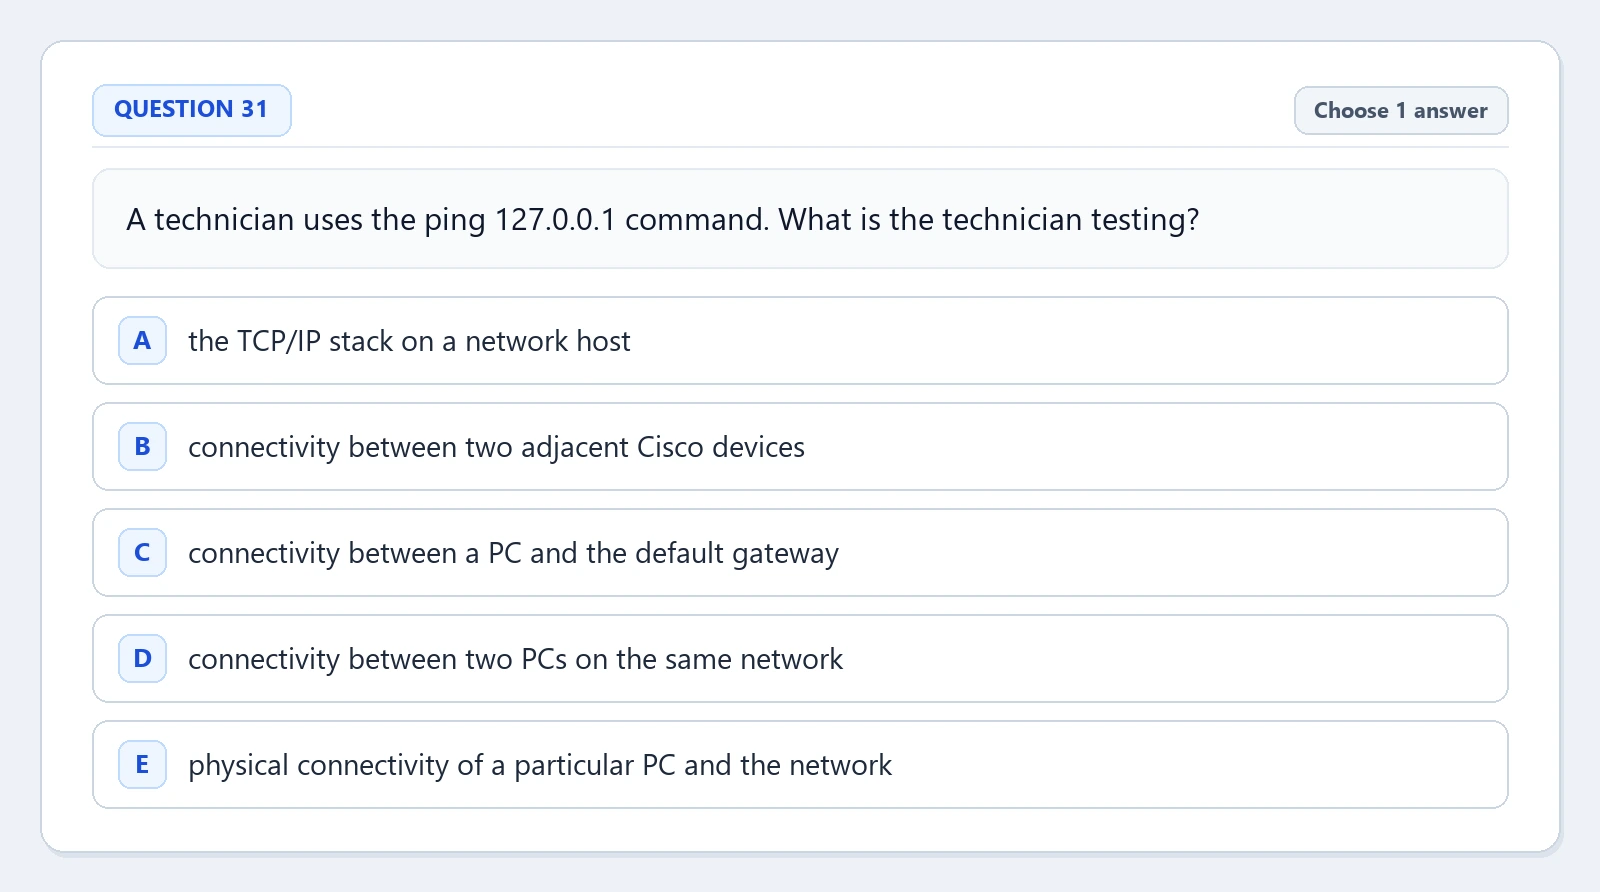 QUESTION 31
Choose 1 answer
A technician uses the ping 127.0.0.1 command. What is the technician testing?
A the TCP/IP stack on a network host
B connectivity between two adjacent Cisco devices
C connectivity between a PC and the default gateway
D connectivity between two PCs on the same network
E physical connectivity of a particular PC and the network